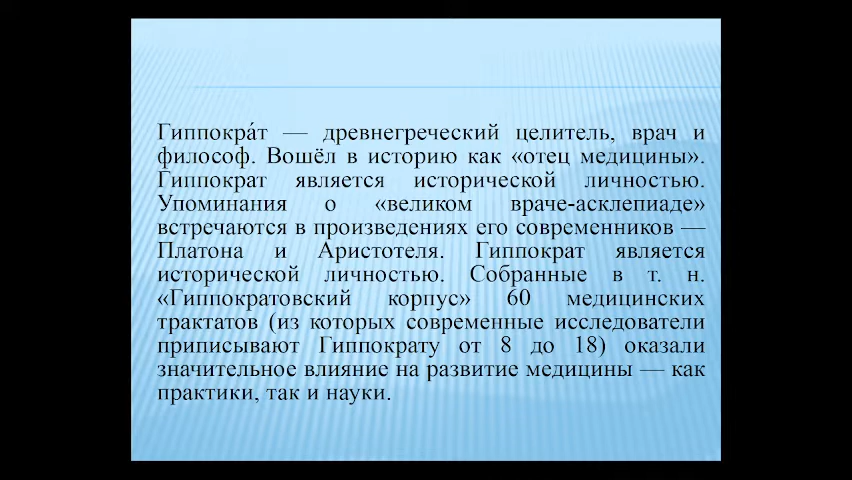 Гиппокра́т — древнегреческий целитель, врач и
философ. Вошёл в историю как «отец медицины».
Гиппократ является исторической личностью.
Упоминания о «великом враче-асклепиаде»
встречаются в произведениях его современников —
Платона и Аристотеля. Гиппократ является
исторической личностью. Собранные в т. н.
«Гиппократовский корпус» 60 медицинских
трактатов (из которых современные исследователи
приписывают Гиппократу от 8 до 18) оказали
значительное влияние на развитие медицины — как
практики, так и науки.